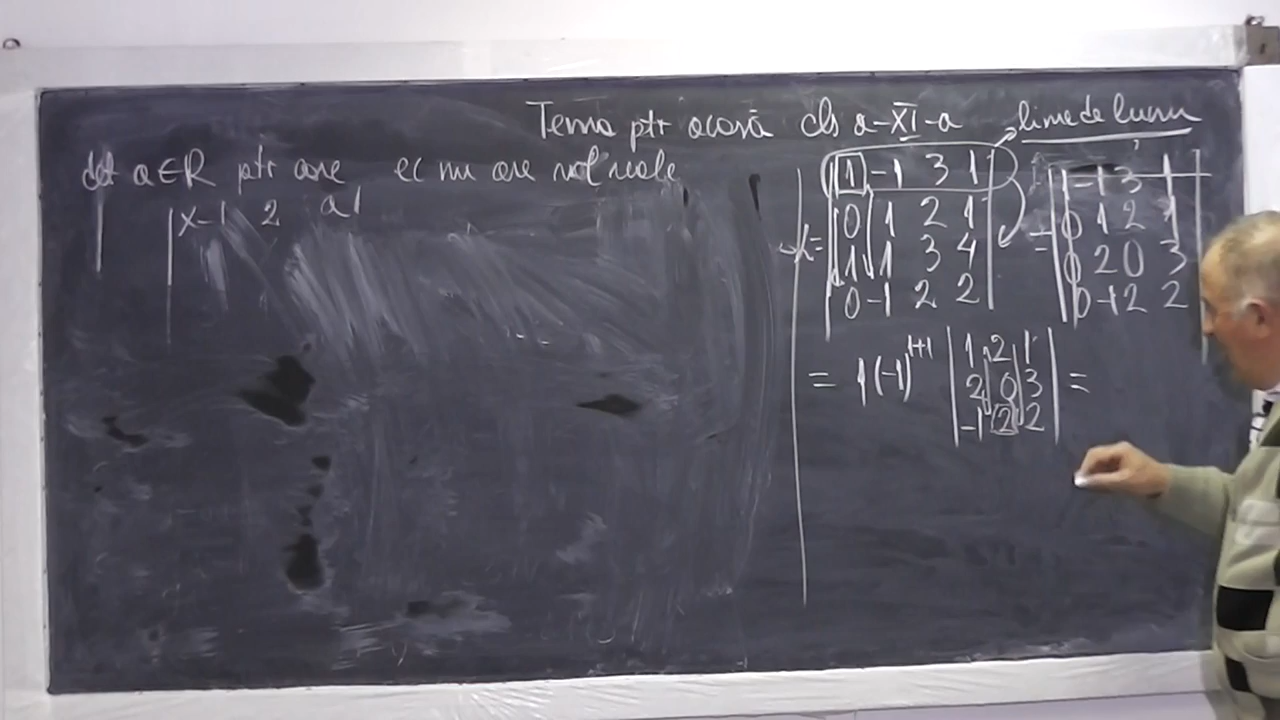 Tema ptr acasă cls a-XI-a
linie de lucru
det a∈R ptr care ec nu are rad reale
x-1 2 a
1 -1 3 1
0 1 2 1
1 1 3 4
0 -1 2 2
=
1 -1 3 1
0 1 2 1
0 2 0 3
0 -1 2 2
= 1(-1)^1+1
1 2 1
2 0 3
-1 2 2
=